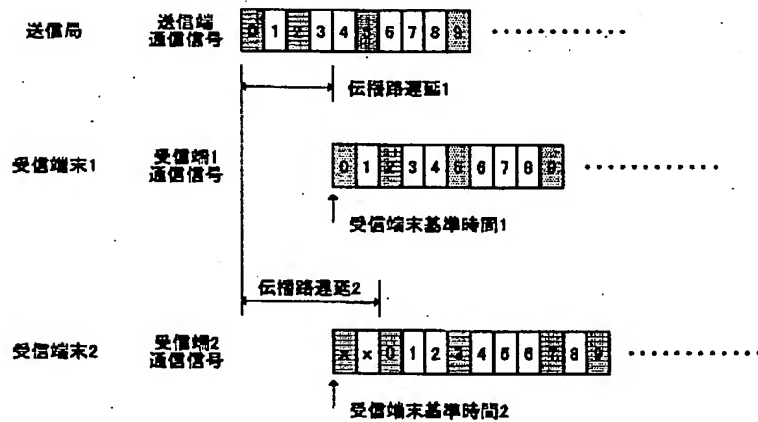 送信局
送信端
通信信号
0 1 2 3 4 5 6 7 8 9
伝播路遅延1
受信端末1
受信端1
通信信号
0 1 2 3 4 5 6 7 8 9
受信端末基準時間1
伝播路遅延2
受信端末2
受信端2
通信信号
x x 0 1 2 3 4 5 6 7 8 9
受信端末基準時間2